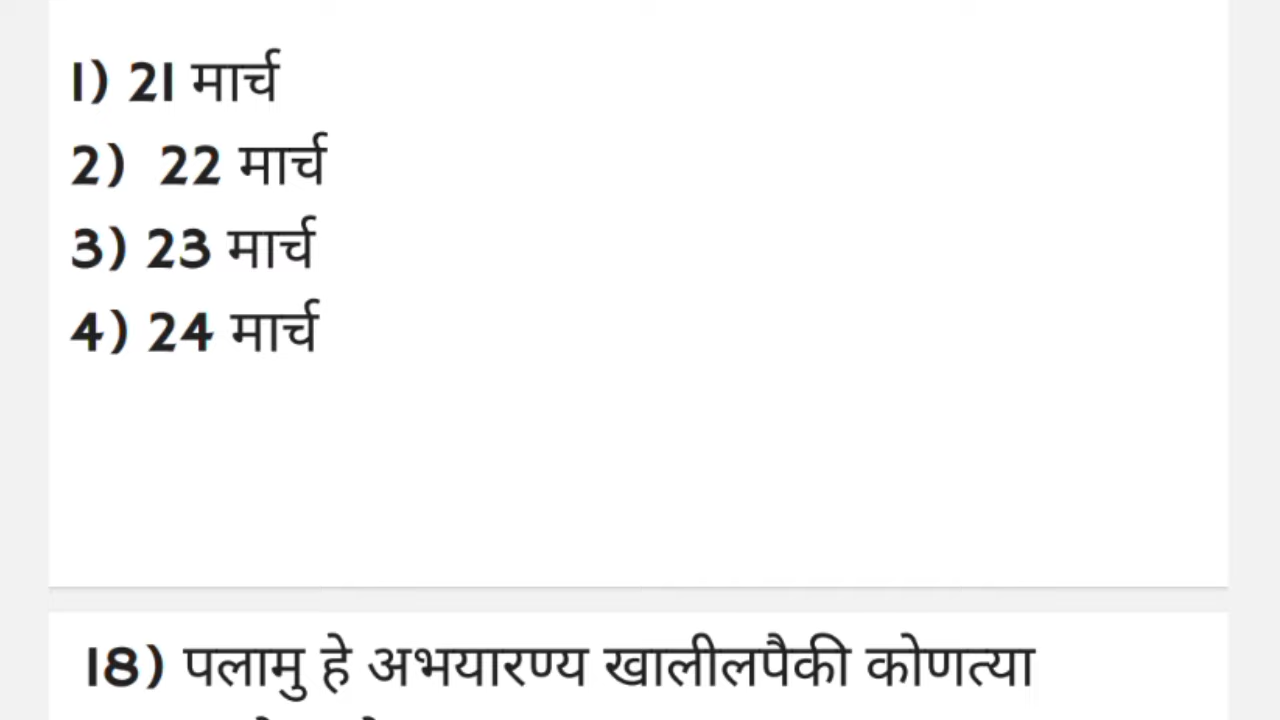 1) 21 मार्च
2) 22 मार्च
3) 23 मार्च
4) 24 मार्च
18) पलामु हे अभयारण्य खालीलपैकी कोणत्या